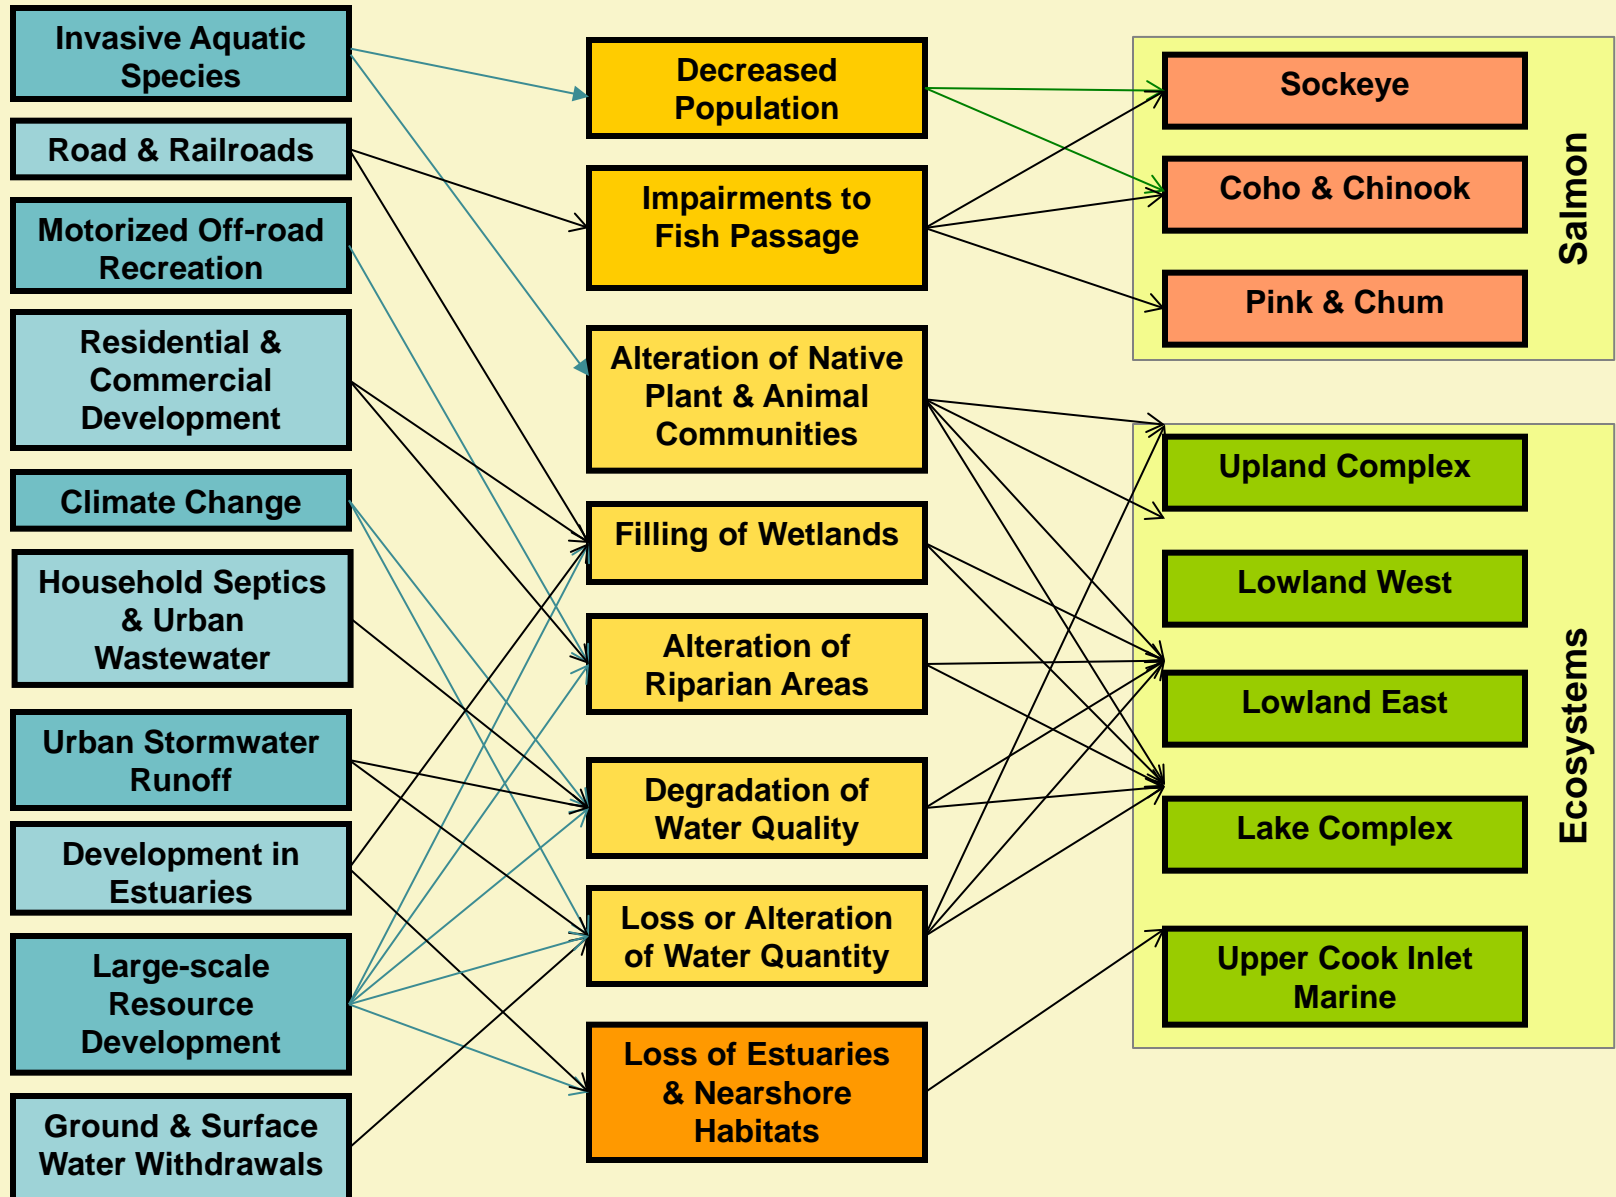 Invasive Aquatic
Species
Road & Railroads
Motorized Off-road
Recreation
Residential &
Commercial
Development
Climate Change
Household Septics
& Urban
Wastewater
Urban Stormwater
Runoff
Development in
Estuaries
Large-scale
Resource
Development
Ground & Surface
Water Withdrawals
Decreased
Population
Impairments to
Fish Passage
Alteration of Native
Plant & Animal
Communities
Filling of Wetlands
Alteration of
Riparian Areas
Degradation of
Water Quality
Loss or Alteration
of Water Quantity
Loss of Estuaries
& Nearshore
Habitats
Sockeye
Coho & Chinook
Pink & Chum
Salmon
Upland Complex
Lowland West
Lowland East
Lake Complex
Upper Cook Inlet
Marine
Ecosystems